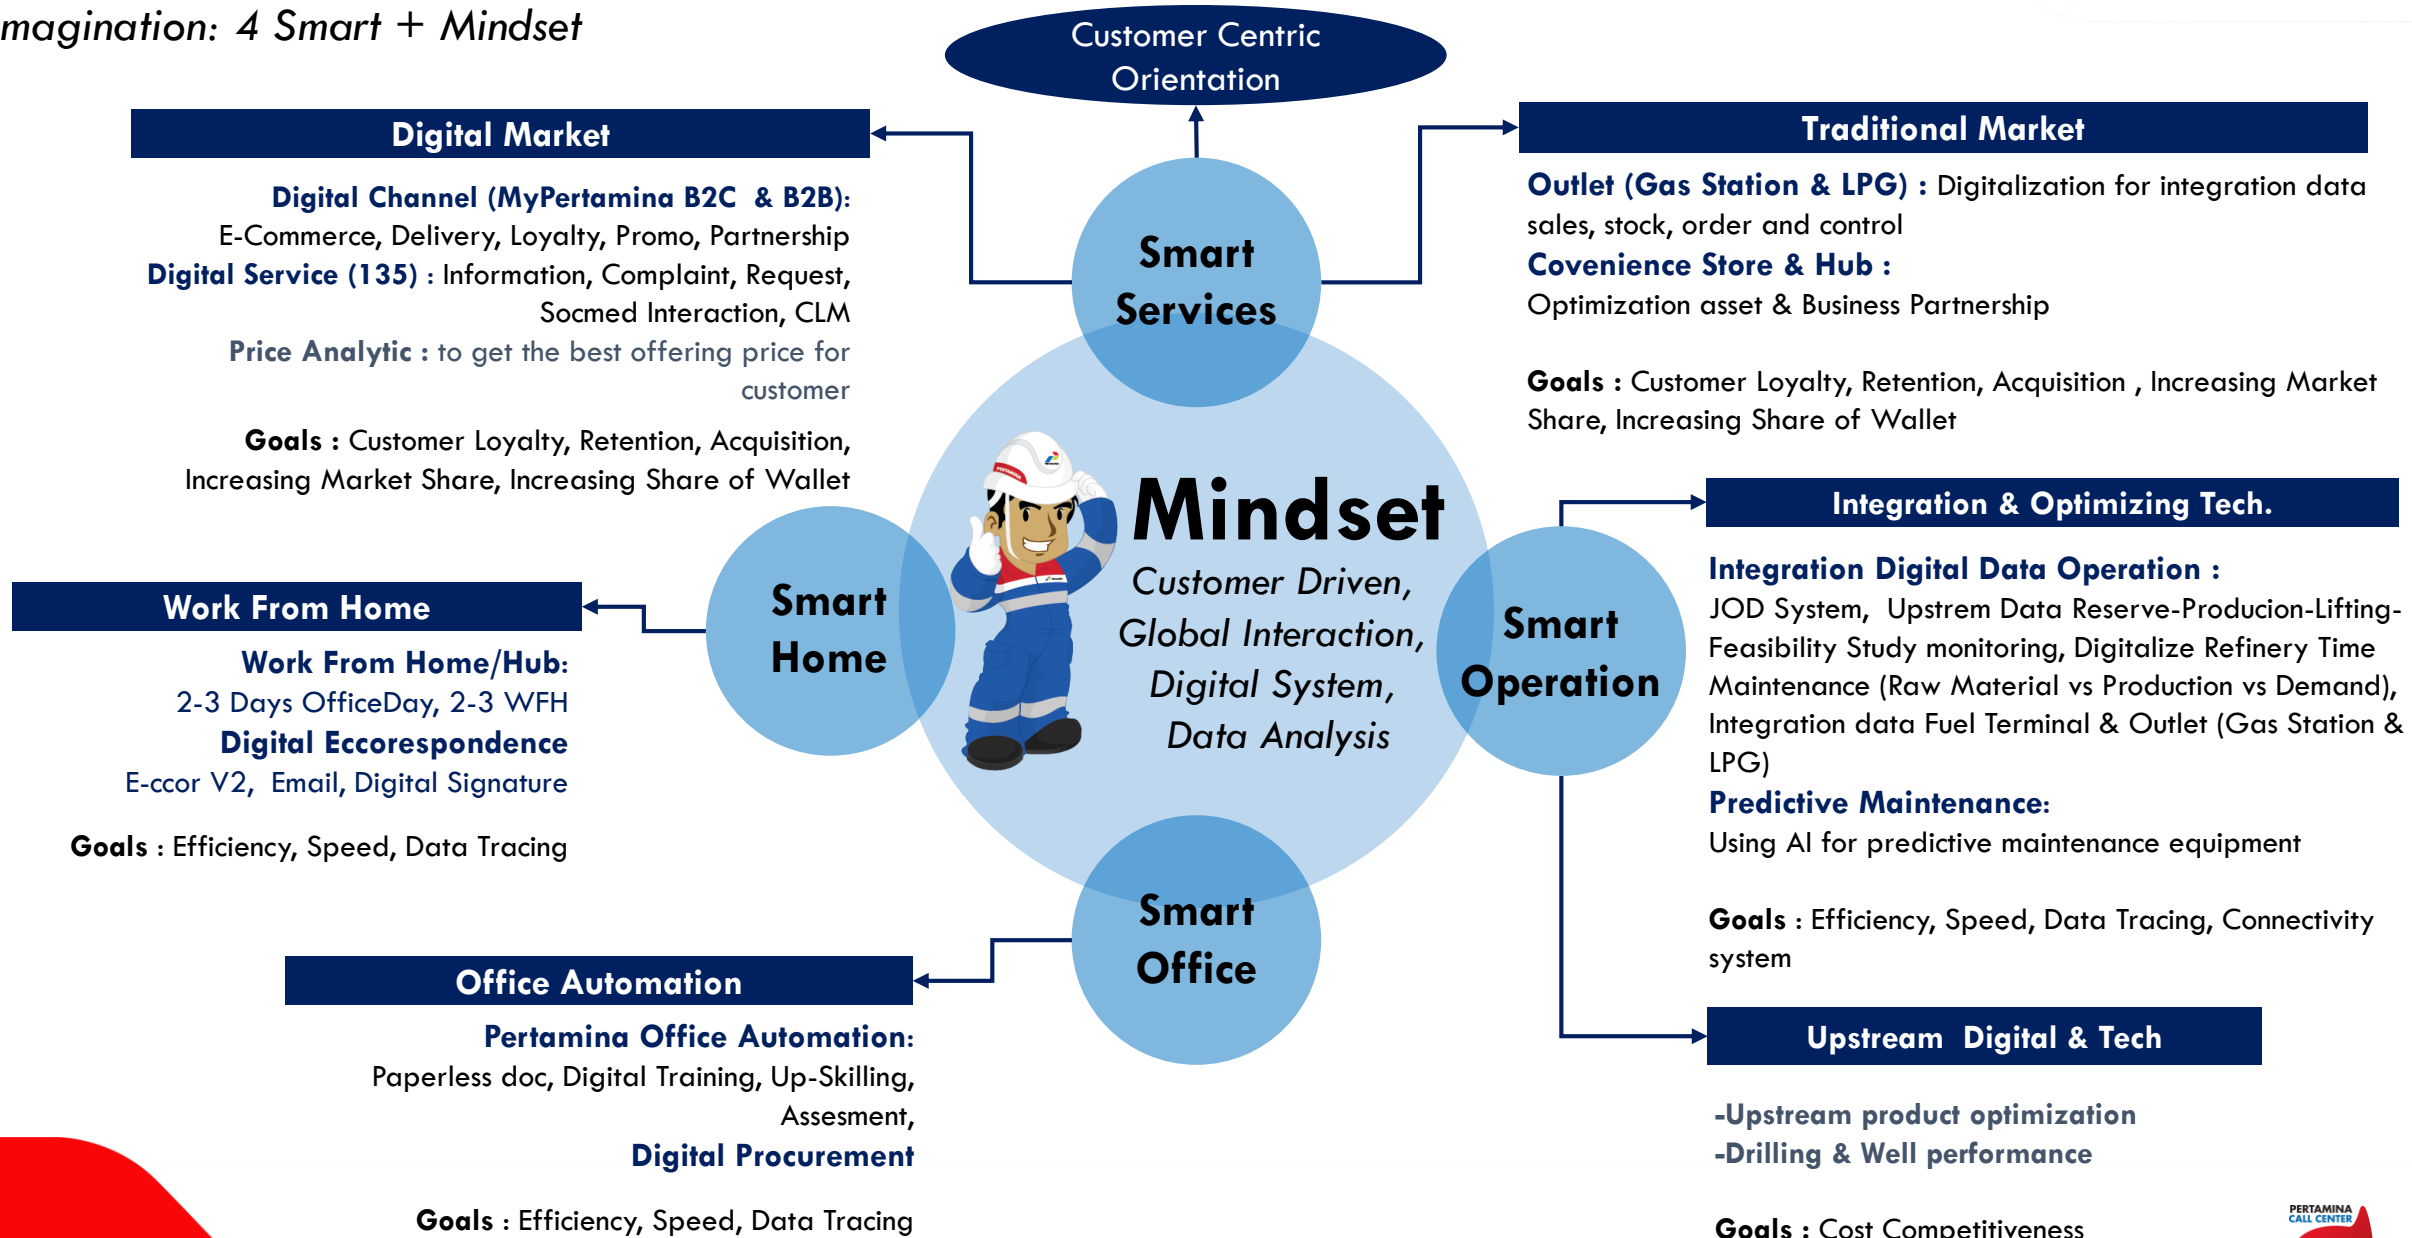 magination: 4 Smart + Mindset
Customer Centric
Orientation
Digital Market
Digital Channel (MyPertamina B2C & B2B):
E-Commerce, Delivery, Loyalty, Promo, Partnership
Digital Service (135) : Information, Complaint, Request,
Socmed Interaction, CLM
Price Analytic : to get the best offering price for
customer
Goals : Customer Loyalty, Retention, Acquisition,
Increasing Market Share, Increasing Share of Wallet
Smart
Services
Traditional Market
Outlet (Gas Station & LPG) : Digitalization for integration data
sales, stock, order and control
Covenience Store & Hub :
Optimization asset & Business Partnership
Goals : Customer Loyalty, Retention, Acquisition , Increasing Market
Share, Increasing Share of Wallet
Work From Home
Work From Home/Hub:
2-3 Days OfficeDay, 2-3 WFH
Digital Eccorespondence
E-ccor V2, Email, Digital Signature
Goals : Efficiency, Speed, Data Tracing
Smart
Home
PERTAMINA
Mindset
Customer Driven,
Global Interaction,
Digital System,
Data Analysis
Smart
Operation
Integration & Optimizing Tech.
Integration Digital Data Operation :
JOD System, Upstrem Data Reserve-Producion-Lifting-
Feasibility Study monitoring, Digitalize Refinery Time
Maintenance (Raw Material vs Production vs Demand),
Integration data Fuel Terminal & Outlet (Gas Station &
LPG)
Predictive Maintenance:
Using AI for predictive maintenance equipment
Goals : Efficiency, Speed, Data Tracing, Connectivity
system
Office Automation
Pertamina Office Automation:
Paperless doc, Digital Training, Up-Skilling,
Assesment,
Digital Procurement
Goals : Efficiency, Speed, Data Tracing
Smart
Office
Upstream Digital & Tech
-Upstream product optimization
-Drilling & Well performance
Goals : Cost Competitiveness
PERTAMINA
CALL CENTER